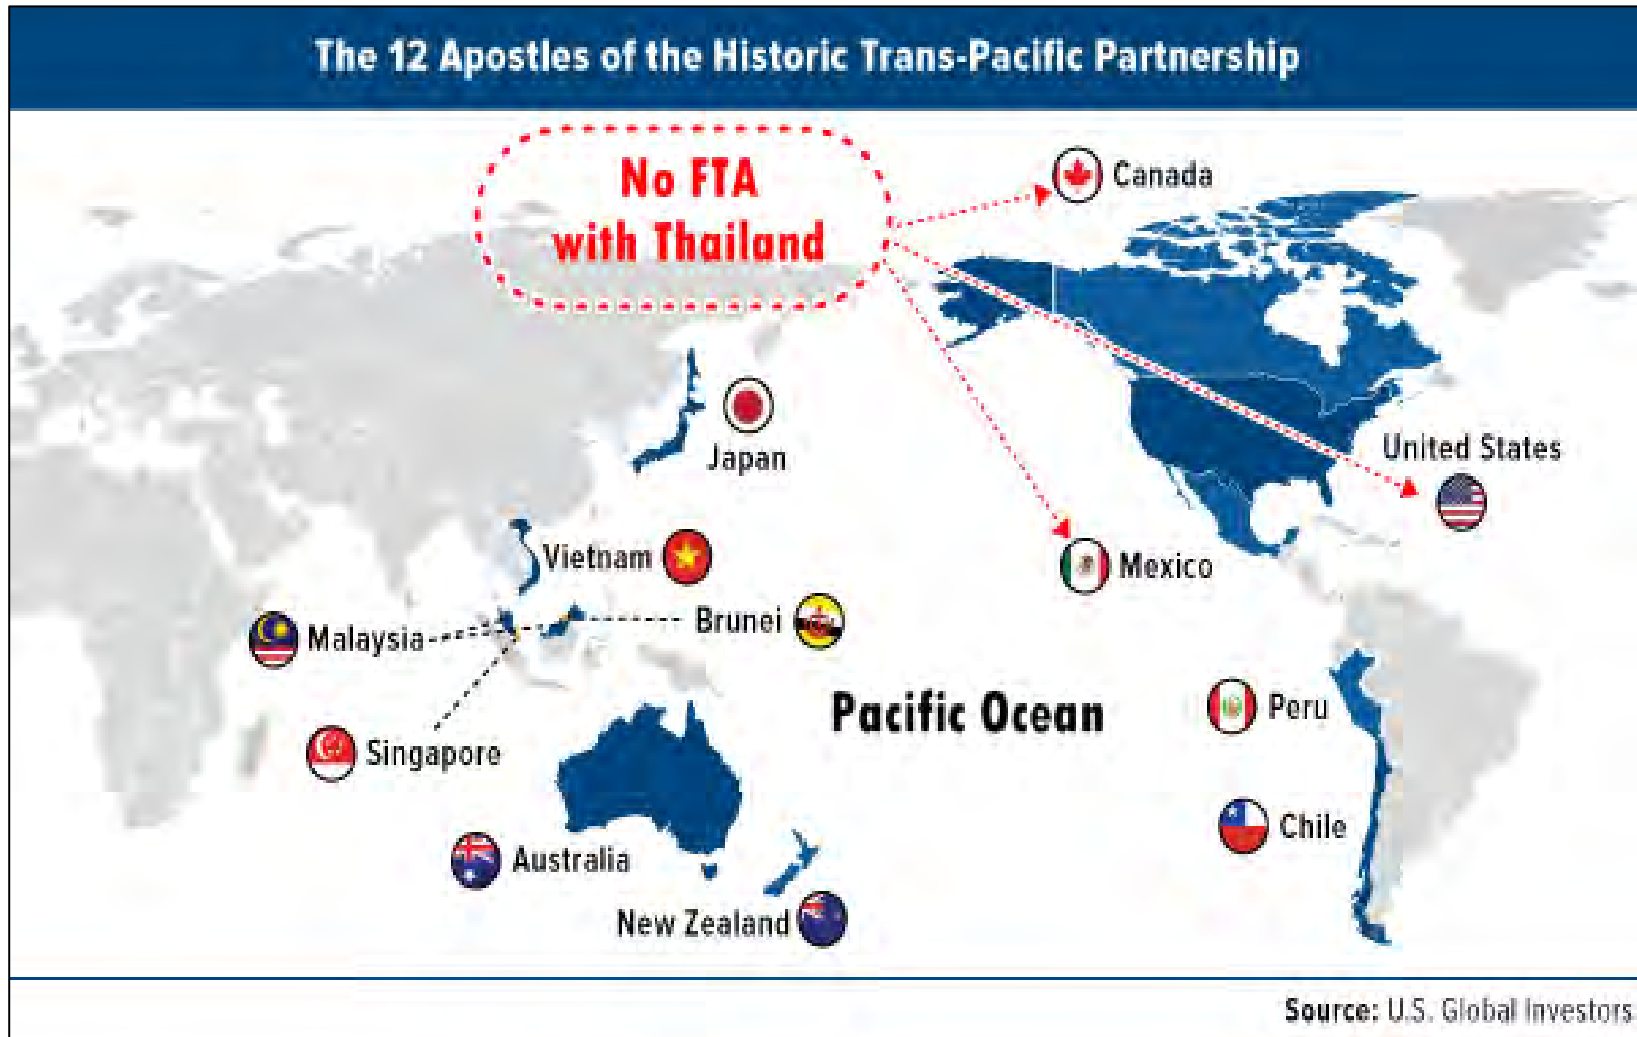 The 12 Apostles of the Historic Trans-Pacific Partnership
No FTA
with Thailand
Canada
Japan
United States
Vietnam
Mexico
Malaysia
Brunei
Pacific Ocean
Peru
Singapore
Chile
Australia
New Zealand
Source: U.S. Global Investors